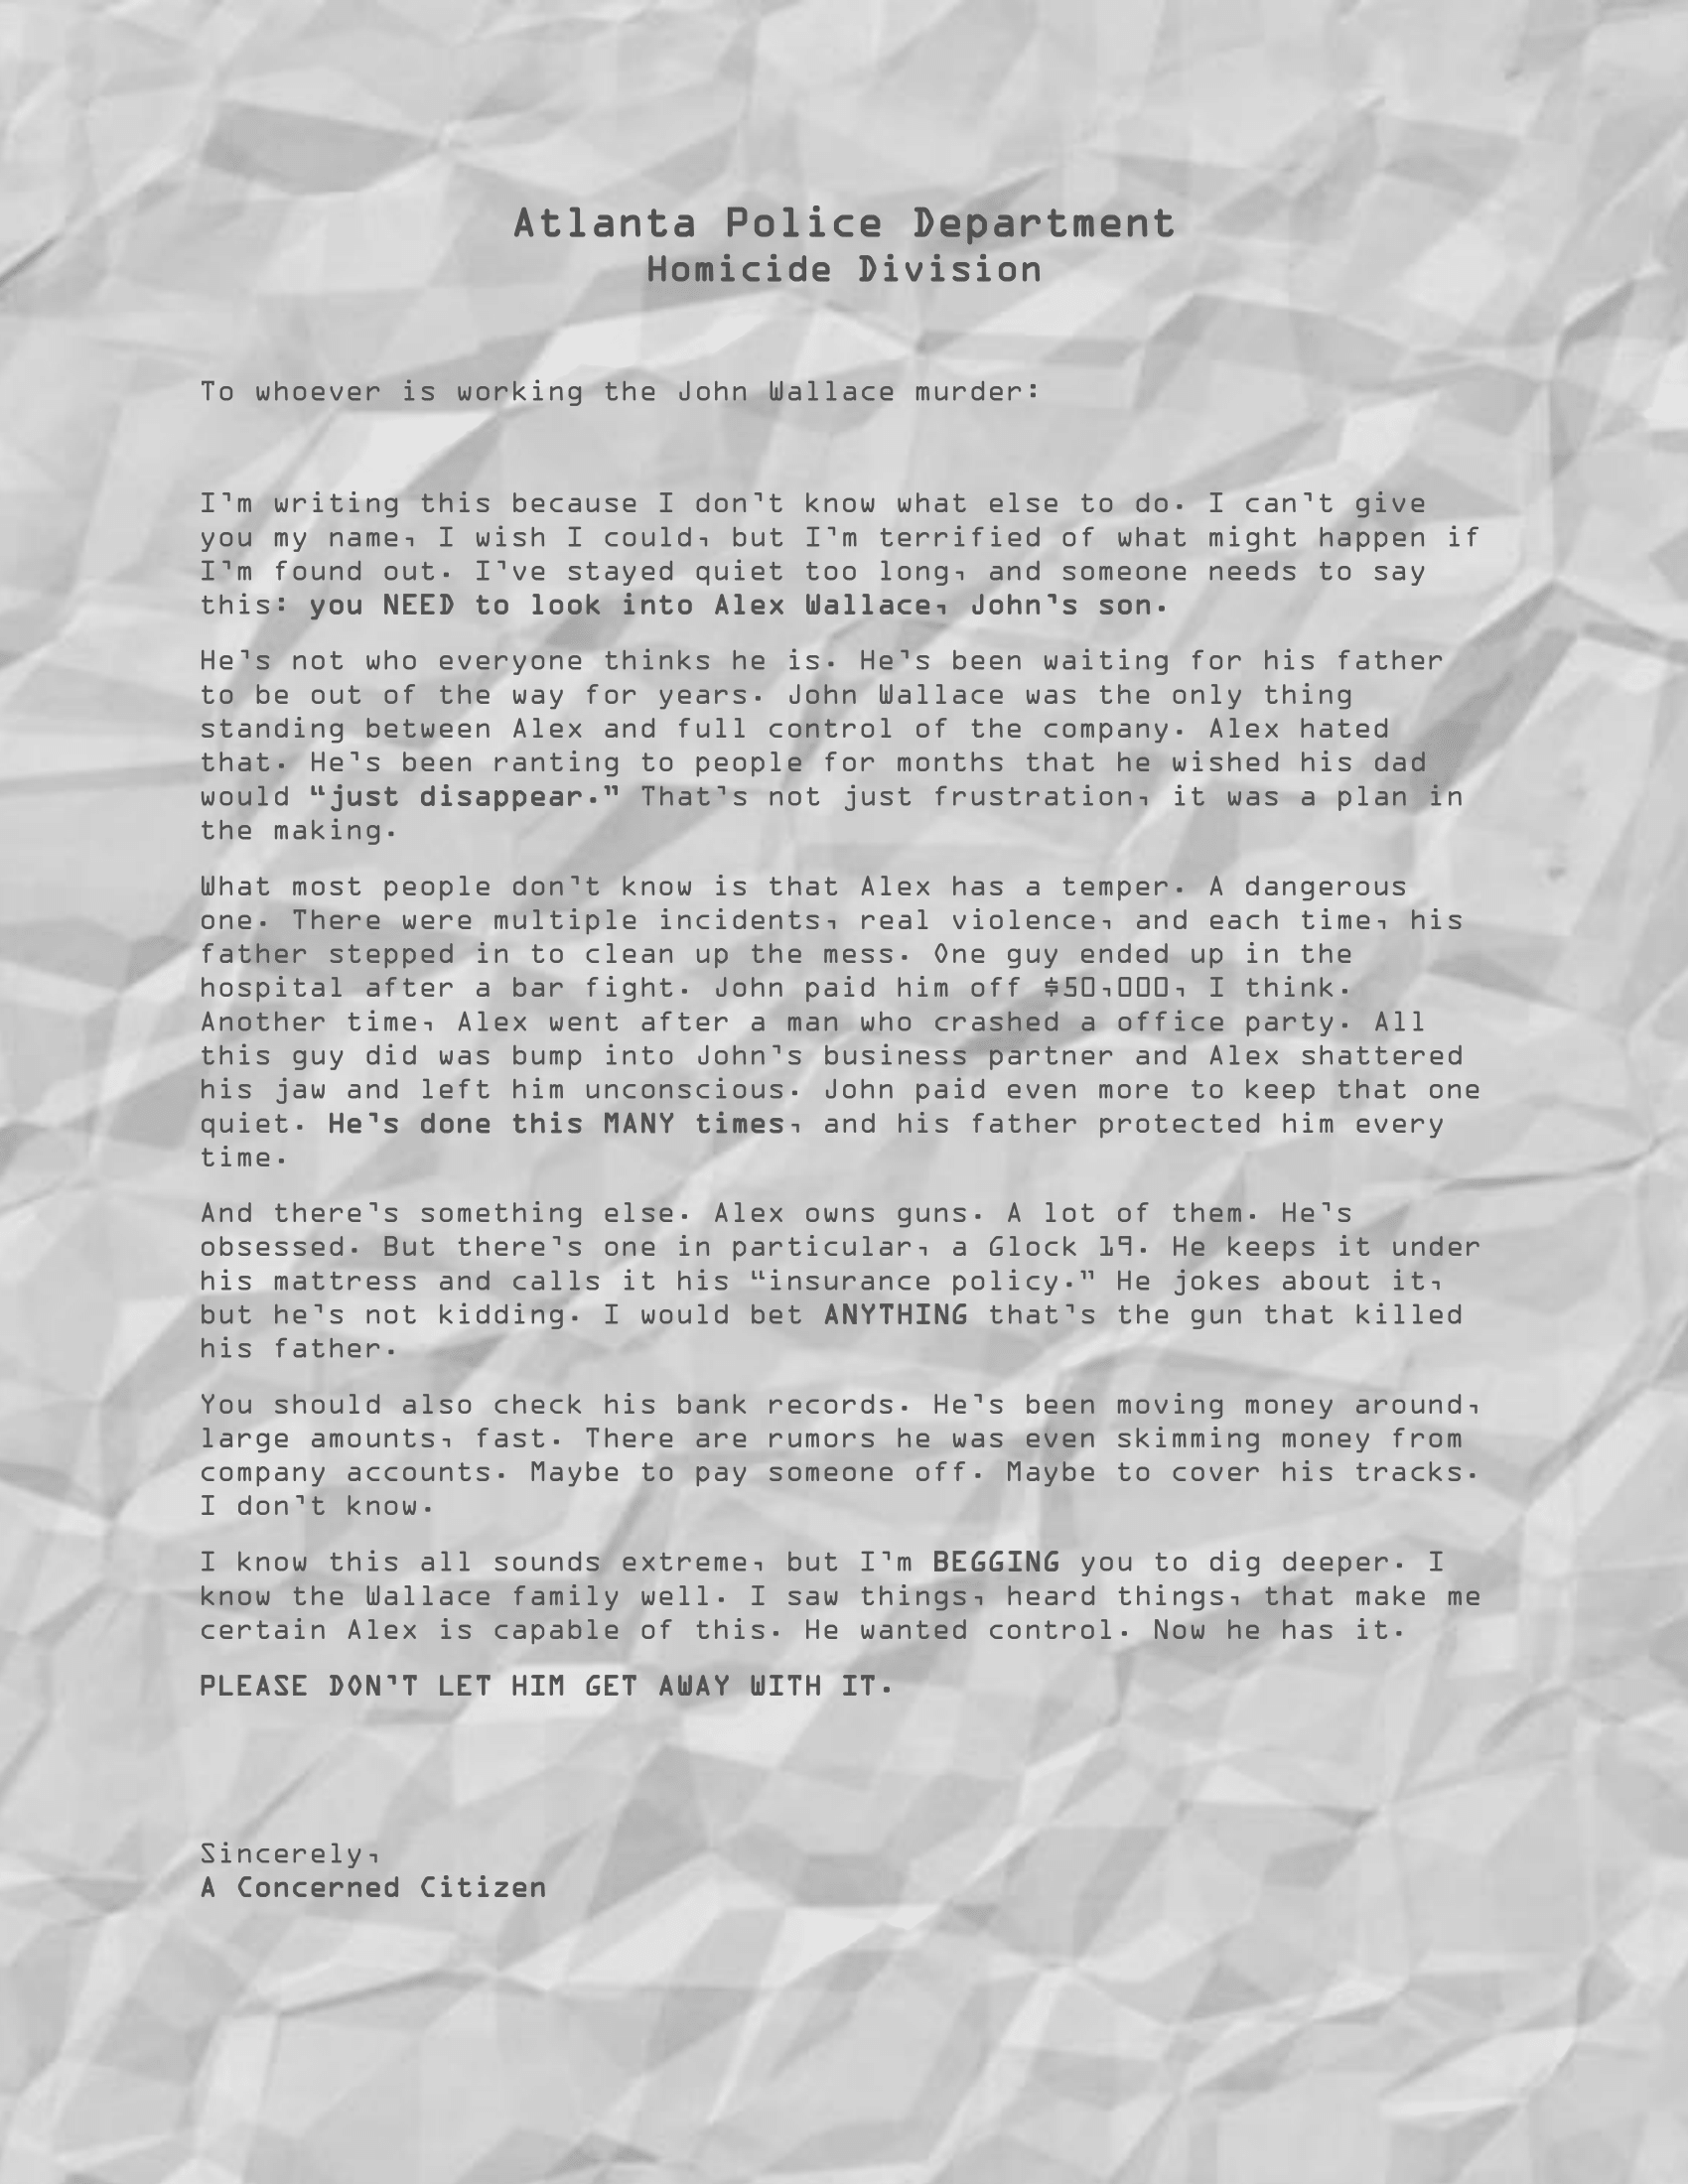 Atlanta Police Department
Homicide Division
To whoever is working the John Wallace murder:
I'm writing this because I don't know what else to do. I can't give
you my name, I wish I could, but I'm terrified of what might happen if
I'm found out. I've stayed quiet too long, and someone needs to say
this: you NEED to look into Alex Wallace, John's son.
He's not who everyone thinks he is. He's been waiting for his father
to be out of the way for years. John Wallace was the only thing
standing between Alex and full control of the company. Alex hated
that. He's been ranting to people for months that he wished his dad
would “just disappear.” That's not just frustration, it was a plan in
the making.
What most people don't know is that Alex has a temper. A dangerous
one. There were multiple incidents, real violence, and each time, his
father stepped in to clean up the mess. One guy ended up in the
hospital after a bar fight. John paid him off $50,000, I think.
Another time, Alex went after a man who crashed a office party. All
this guy did was bump into John's business partner and Alex shattered
his jaw and left him unconscious. John paid even more to keep that one
quiet. He's done this MANY times, and his father protected him every
time.
And there's something else. Alex owns guns. A lot of them. He's
obsessed. But there's one in particular, a Glock 19. He keeps it under
his mattress and calls it his “insurance policy.” He jokes about it,
but he's not kidding. I would bet ANYTHING that's the gun that killed
his father.
You should also check his bank records. He's been moving money around,
large amounts, fast. There are rumors he was even skimming money from
company accounts. Maybe to pay someone off. Maybe to cover his tracks.
I don't know.
I know this all sounds extreme, but I'm BEGGING you to dig deeper. I
know the Wallace family well. I saw things, heard things, that make me
certain Alex is capable of this. He wanted control. Now he has it.
PLEASE DON'T LET HIM GET AWAY WITH IT.
Sincerely,
A Concerned Citizen